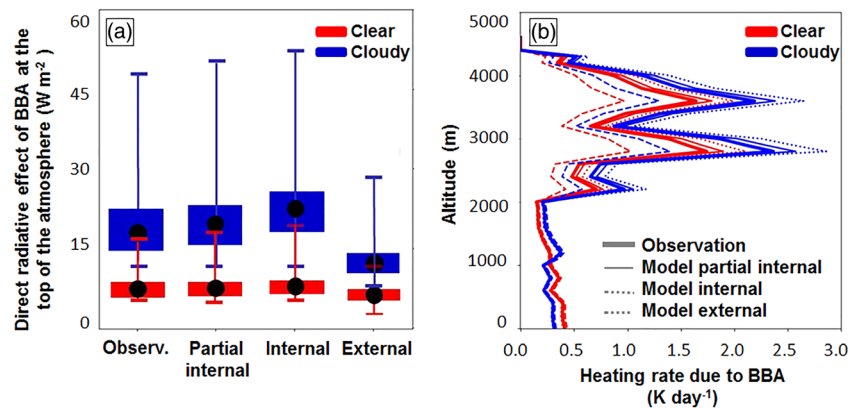 Direct radiative effect of BBA at the
top of the atmosphere (W m-2)
60
45
30
15
0
(a)
Clear
Cloudy
Observ.
Partial
internal
Internal
External
Altitude (m)
5000
4000
3000
2000
1000
0
(b)
Clear
Cloudy
Observation
Model partial internal
Model internal
Model external
0.0 0.5 1.0 1.5 2.0 2.5 3.0
Heating rate due to BBA
(K day-1)